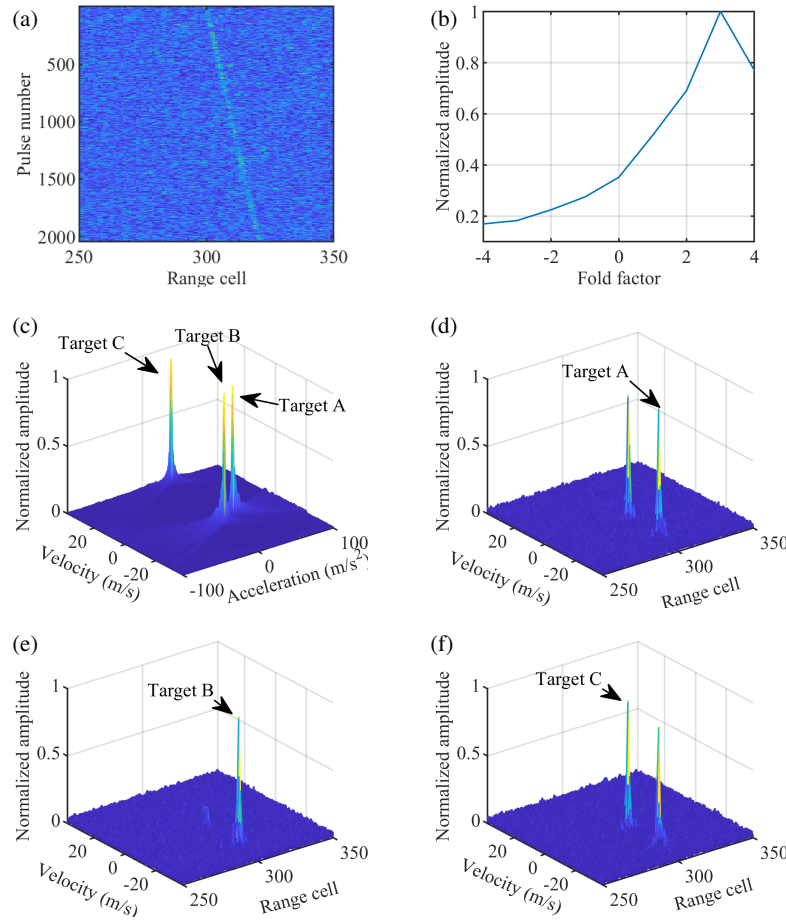 (a)
Pulse number
500
1000
1500
2000
250
300
350
Range cell
(b)
Normalized amplitude
1
0.8
0.6
0.4
0.2
-4
-2
0
2
4
Fold factor
(c)
Target C
Target B
Target A
Normalized amplitude
1
0.5
0
20
0
-20
Velocity (m/s)
-100
0
100
Acceleration (m/s²)
(d)
Target A
Normalized amplitude
1
0.5
0
20
0
-20
Velocity (m/s)
250
300
350
Range cell
(e)
Target B
Normalized amplitude
1
0.5
0
20
0
-20
Velocity (m/s)
250
300
350
Range cell
(f)
Target C
Normalized amplitude
1
0.5
0
20
0
-20
Velocity (m/s)
250
300
350
Range cell